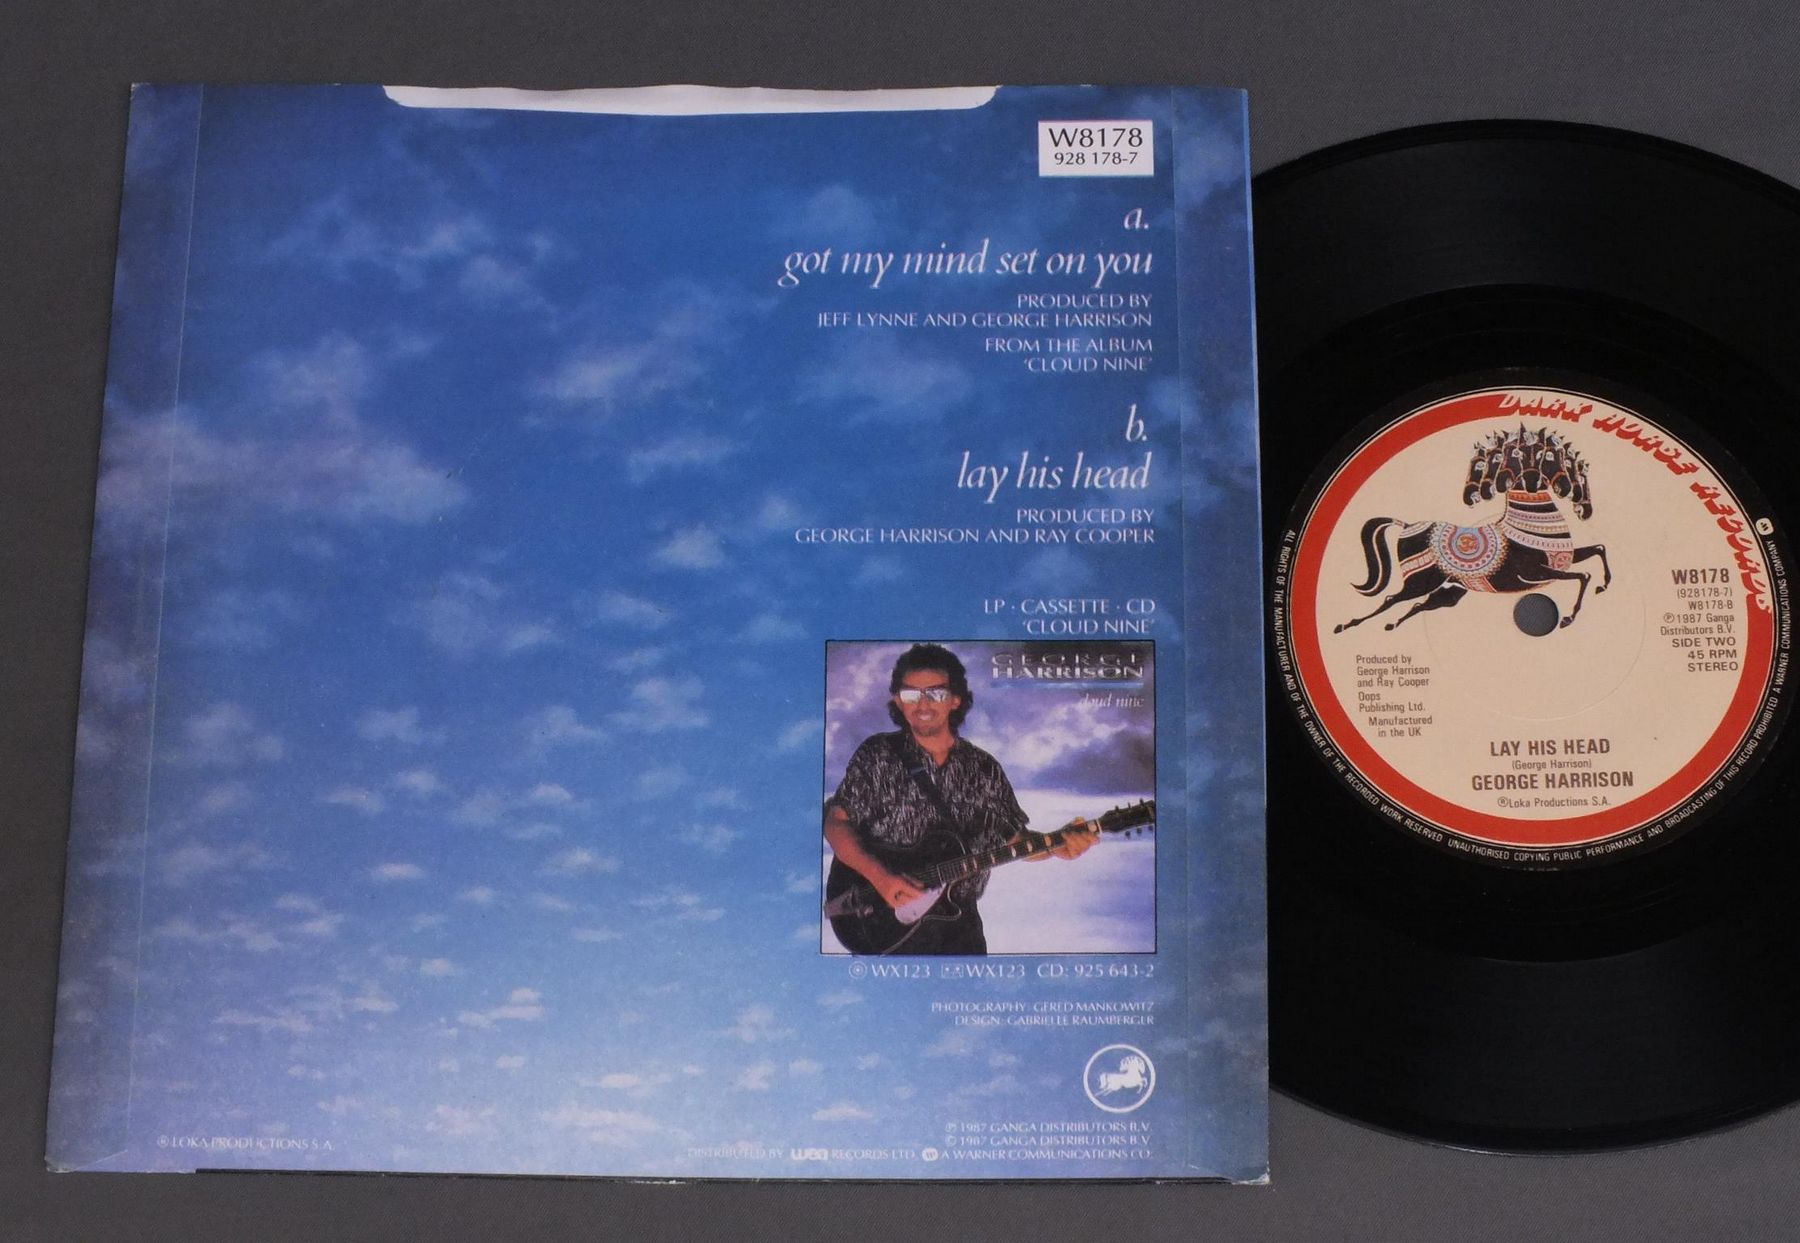 W8178
928 178-7
a.
got my mind set on you
PRODUCED BY
JEFF LYNNE AND GEORGE HARRISON
FROM THE ALBUM
'CLOUD NINE'
b.
lay his head
PRODUCED BY
GEORGE HARRISON AND RAY COOPER
LP · CASSETTE · CD
'CLOUD NINE'
GEORGE
HARRISON
cloud nine
WX123 WX123 CD: 925 643-2
PHOTOGRAPHY: GERED MANKOWITZ
DESIGN: GABRIELLE RAUMBERGER
® LOKA PRODUCTIONS S.A.
℗ 1987 GANGA DISTRIBUTORS B.V.
© 1987 GANGA DISTRIBUTORS B.V.
DISTRIBUTED BY wea RECORDS LTD. A WARNER COMMUNICATIONS CO.
DARK HORSE RECORDS
W8178
(928178-7)
W8178-B
℗1987 Ganga
Distributors B.V.
SIDE TWO
45 RPM
STEREO
Produced by
George Harrison
and Ray Cooper
Oops
Publishing Ltd.
Manufactured
in the UK
LAY HIS HEAD
(George Harrison)
GEORGE HARRISON
®Loka Productions S.A.
ALL RIGHTS OF THE MANUFACTURER AND OF THE OWNER OF THE RECORDED WORK RESERVED UNAUTHORISED COPYING PUBLIC PERFORMANCE AND BROADCASTING OF THIS RECORD PROHIBITED A WARNER COMMUNICATIONS COMPANY